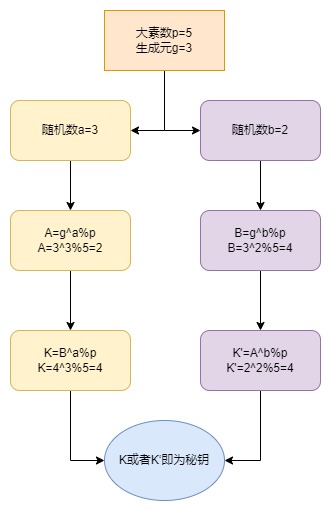 大素数p=5
生成元g=3
随机数a=3
随机数b=2
A=g^a%p
A=3^3%5=2
B=g^b%p
B=3^2%5=4
K=B^a%p
K=4^3%5=4
K'=A^b%p
K'=2^2%5=4
K或者K'即为秘钥